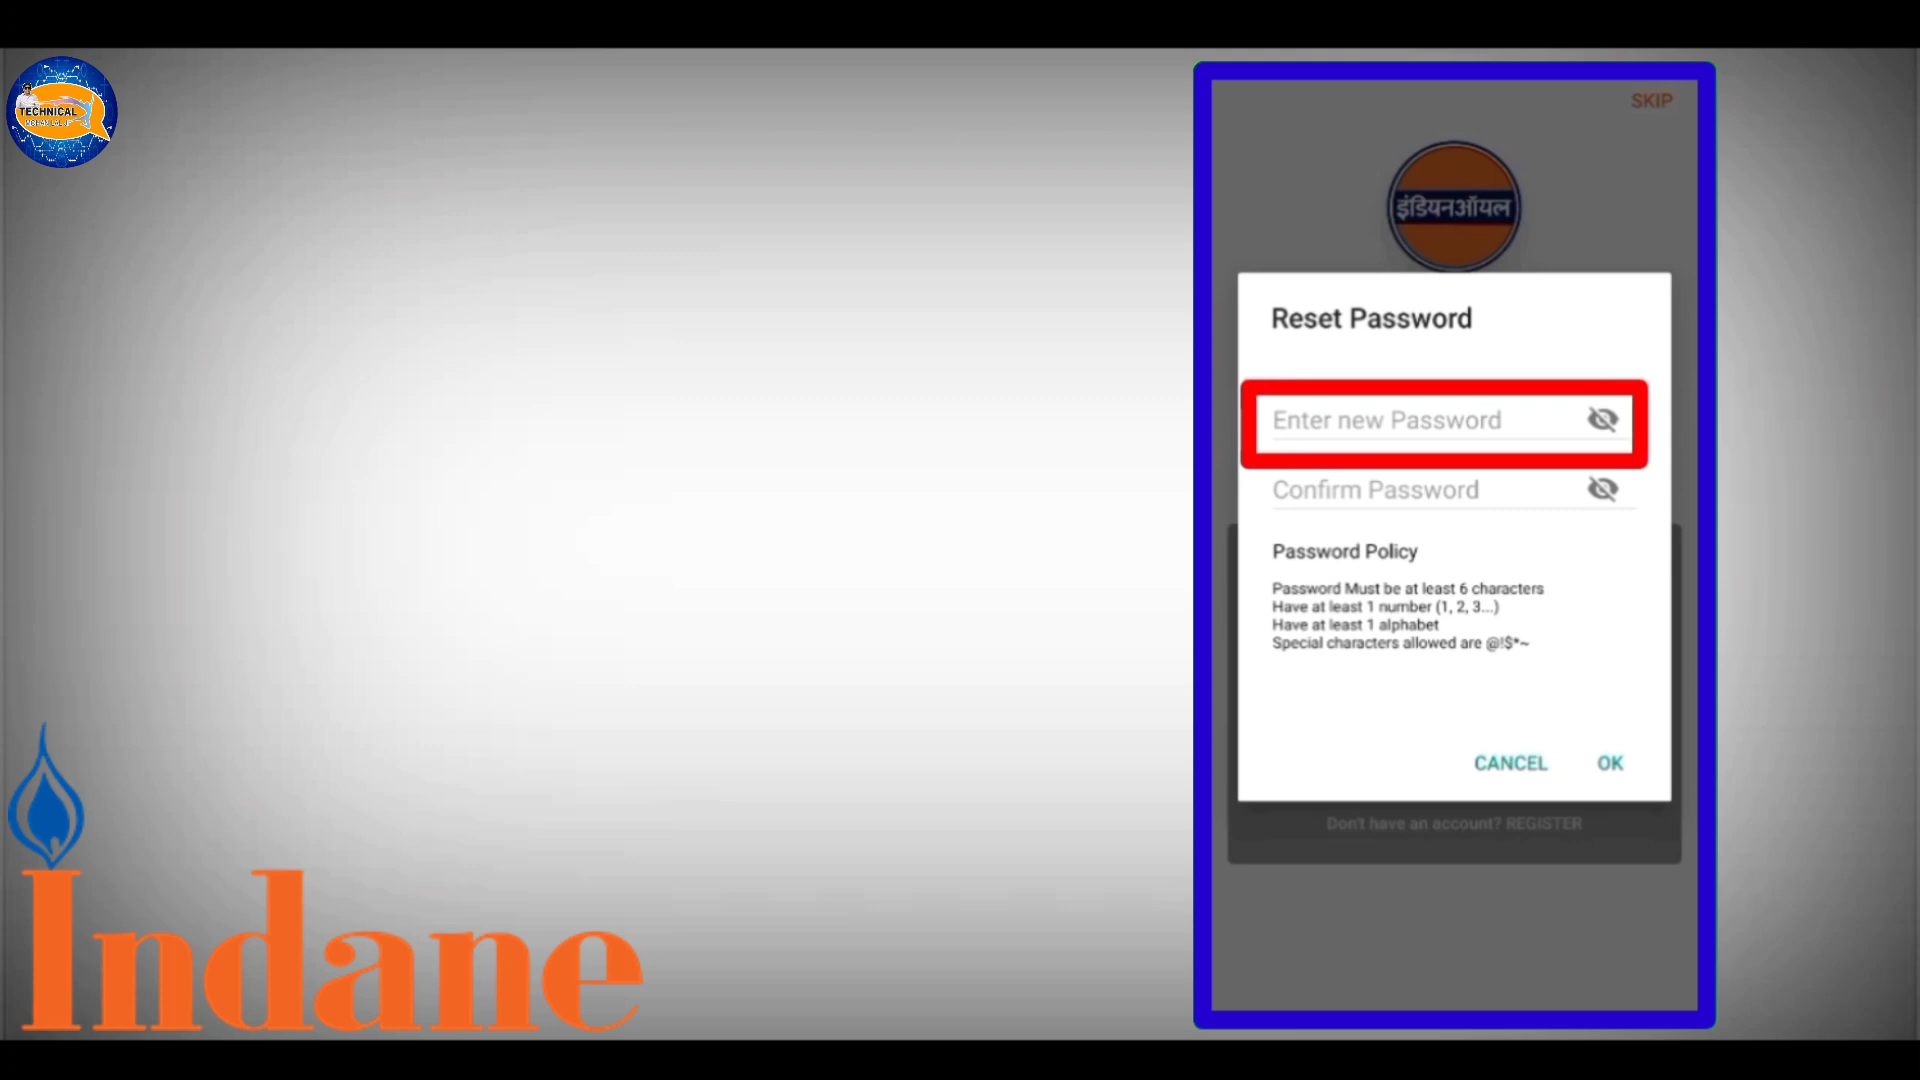 TECHNICAL
SKIP
इंडियनऑयल
Reset Password
Enter new Password
Confirm Password
Password Policy
Password Must be at least 6 characters
Have at least 1 number (1, 2, 3...)
Have at least 1 alphabet
Special characters allowed are @!$*~
CANCEL OK
Don't have an account? REGISTER
Indane